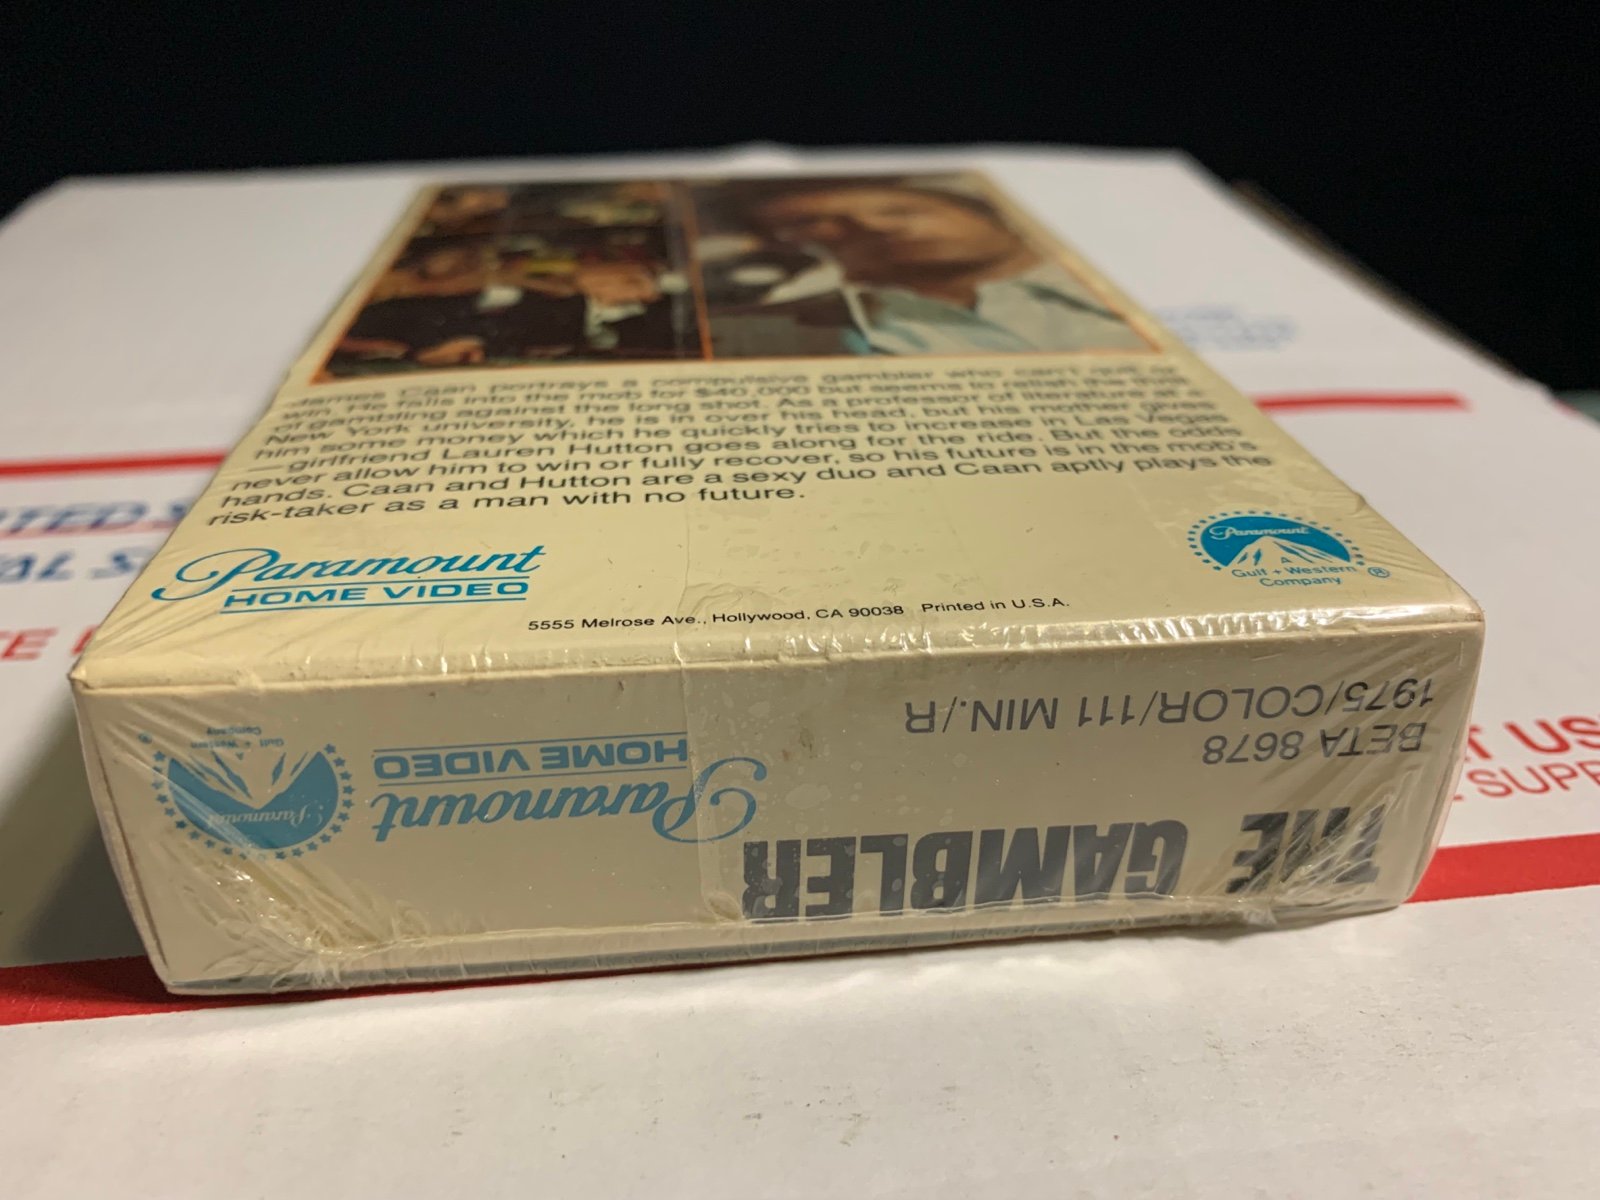 James Caan portrays a compulsive gambler who can't quit or
win. He falls into the mob for $40,000 but seems to relish the thrill
of gambling against the long shot. As a professor of literature at a
New York university, he is in over his head, but his mother gives
him some money which he quickly tries to increase in Las Vegas
—girlfriend Lauren Hutton goes along for the ride. But the odds
never allow him to win or fully recover, so his future is in the mob's
hands. Caan and Hutton are a sexy duo and Caan aptly plays the
risk-taker as a man with no future.
Paramount
HOME VIDEO
5555 Melrose Ave., Hollywood, CA 90038 Printed in U.S.A.
Paramount
A
Gulf + Western
Company
®
THE GAMBLER
BETA 8678
1975/COLOR/111 MIN./R
Paramount
HOME VIDEO
Paramount
A
Gulf + Western
Company
®